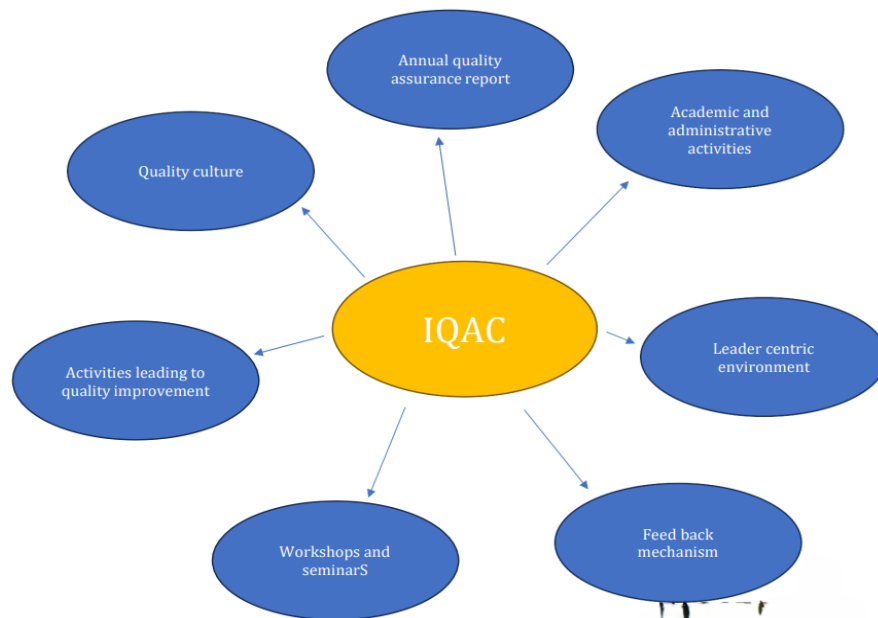 Annual quality
assurance report
Academic and
administrative
activities
Quality culture
IQAC
Leader centric
environment
Activities leading to
quality improvement
Workshops and
seminarS
Feed back
mechanism